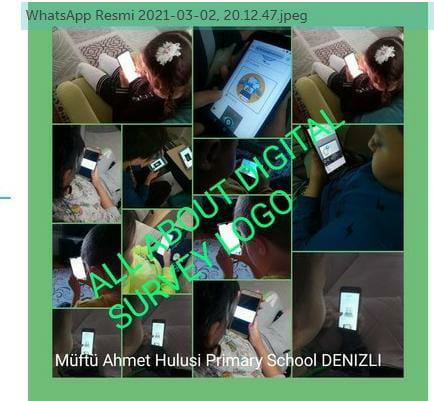 WhatsApp Resmi 2021-03-02, 20.12.47.jpeg
ALL ABOUT DIGITAL
SURVEY LOGO
Müftü Ahmet Hulusi Primary School DENIZLI